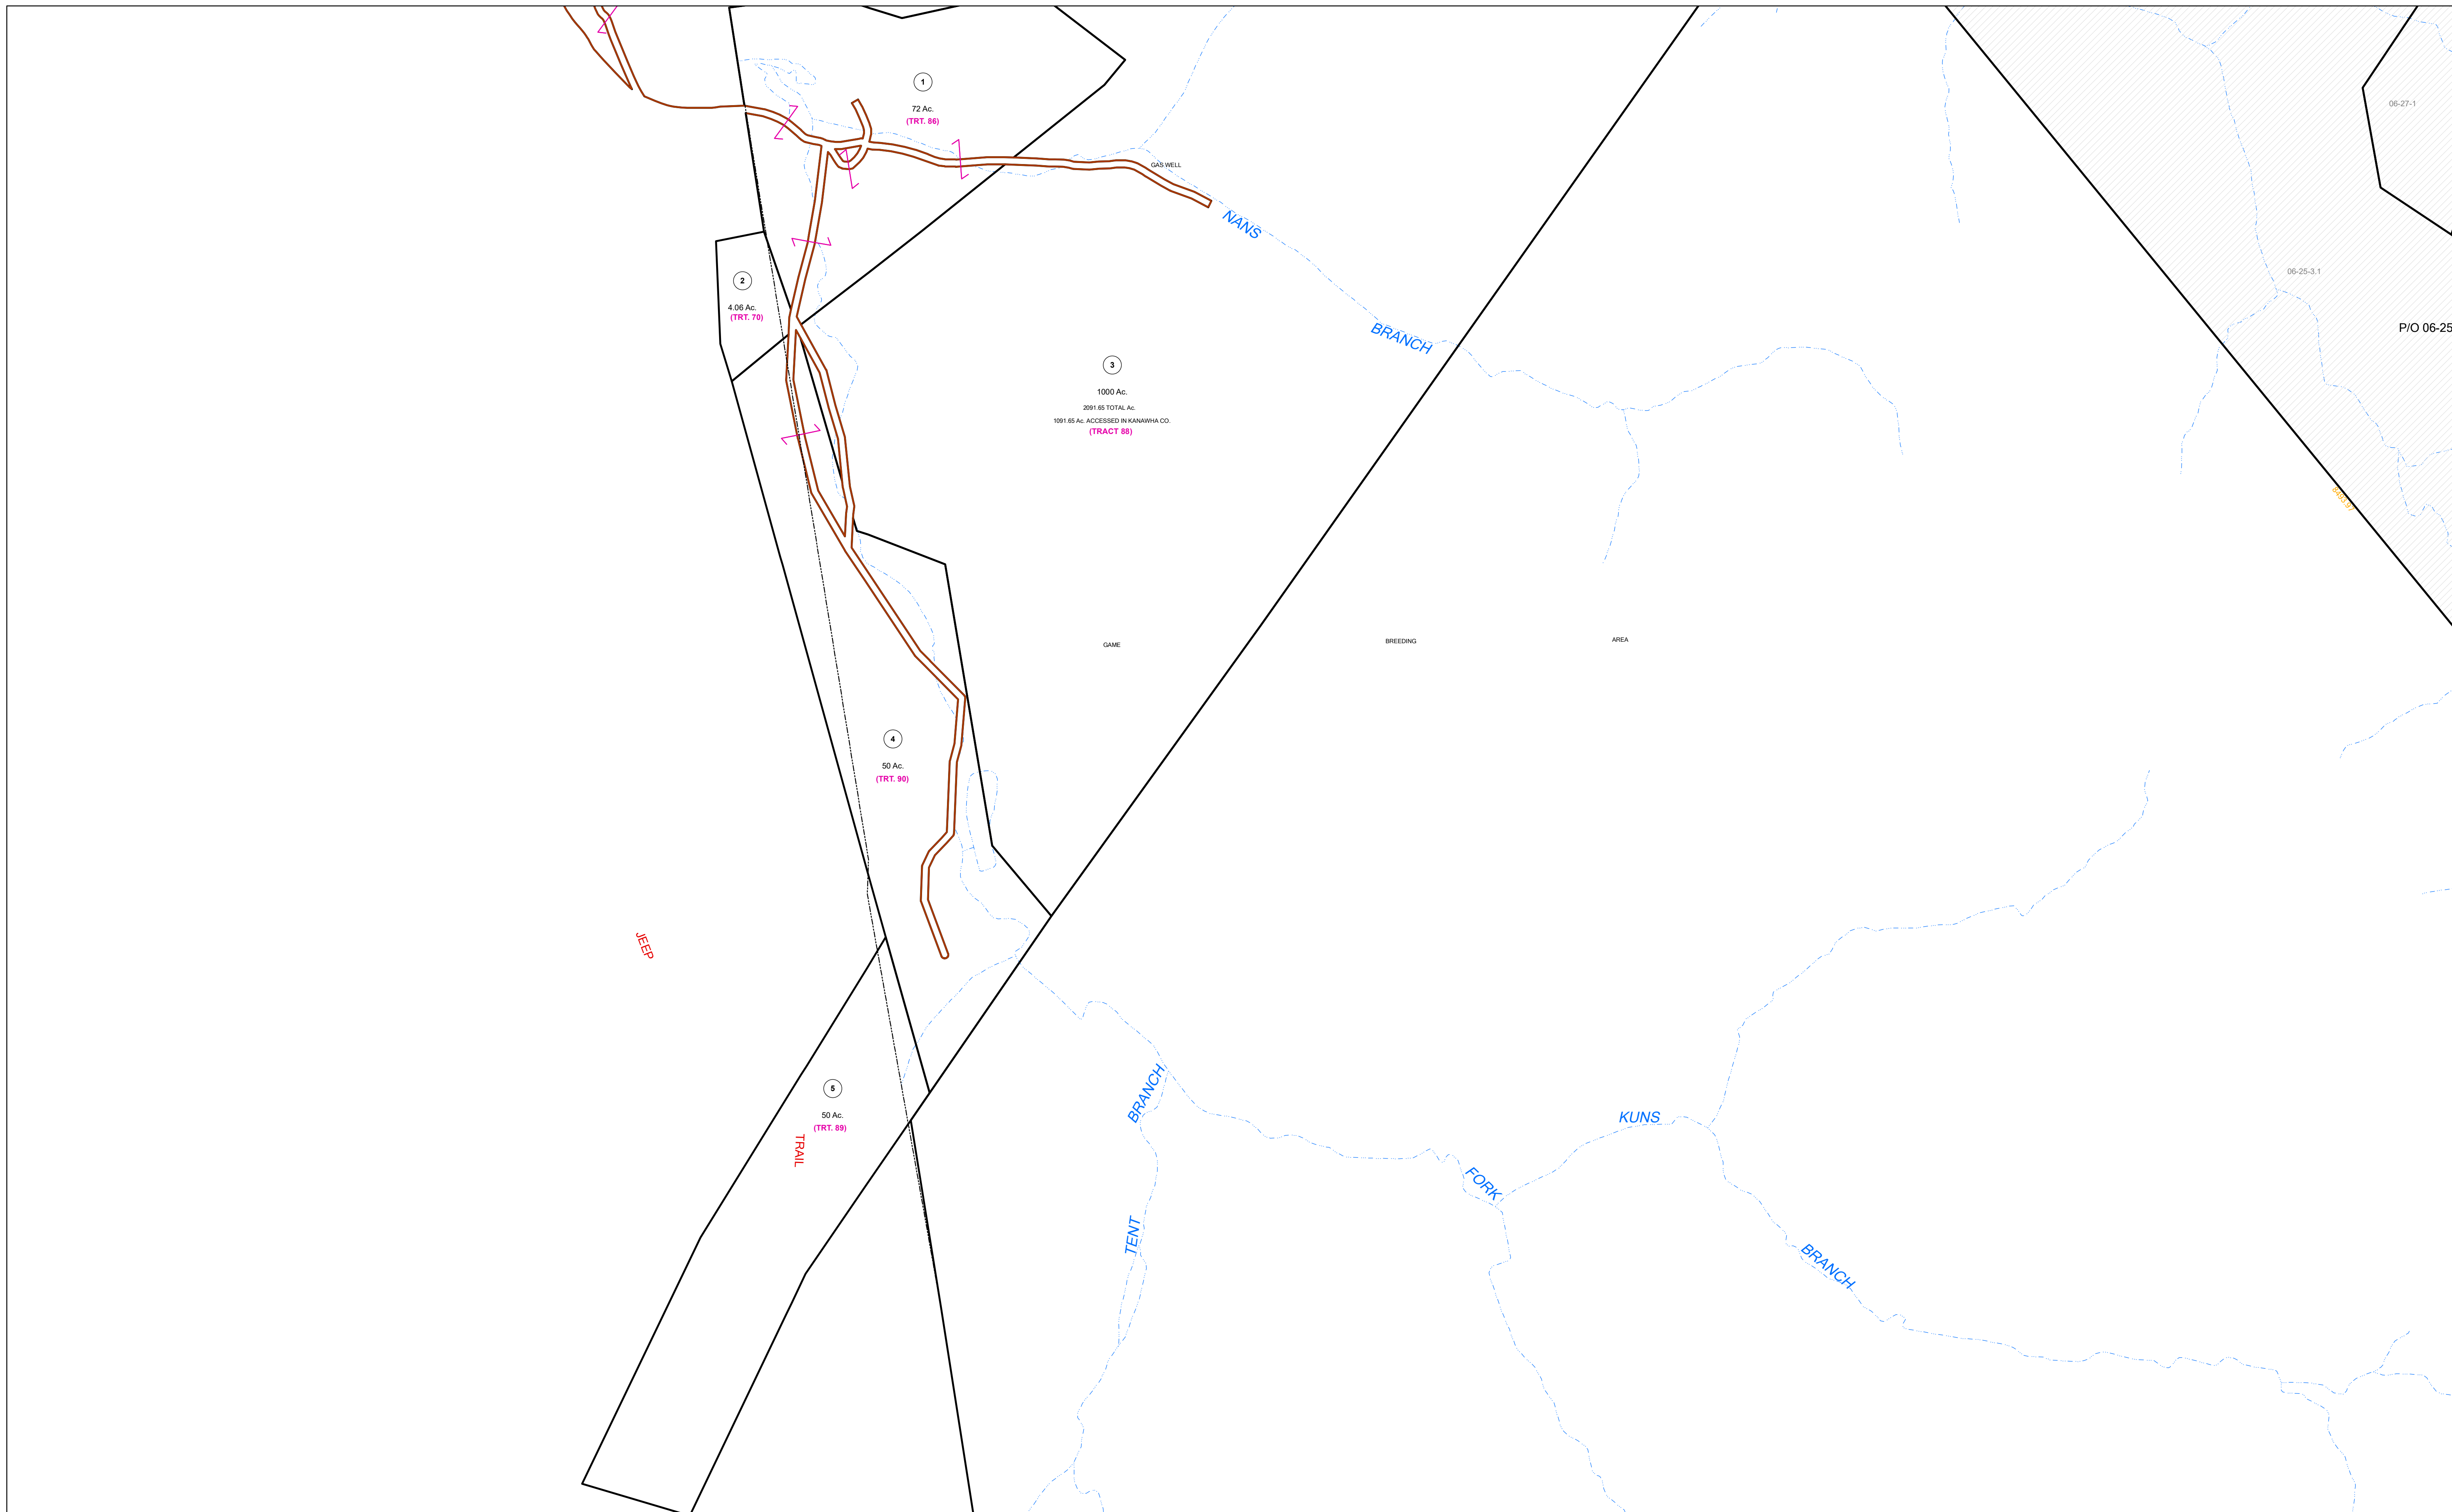 1
72 Ac.
(TRT. 86)
06-27-1
GAS WELL
NANS
2
4.06 Ac.
(TRT. 70)
06-25-3.1
P/O 06-25
BRANCH
3
1000 Ac.
2091.65 TOTAL Ac.
1091.65 Ac. ACCESSED IN KANAWHA CO.
(TRACT 88)
GAME
BREEDING
AREA
4
50 Ac.
(TRT. 90)
JEEP
5
50 Ac.
(TRT. 89)
TRAIL
BRANCH
TENT
KUNS
FORK
BRANCH